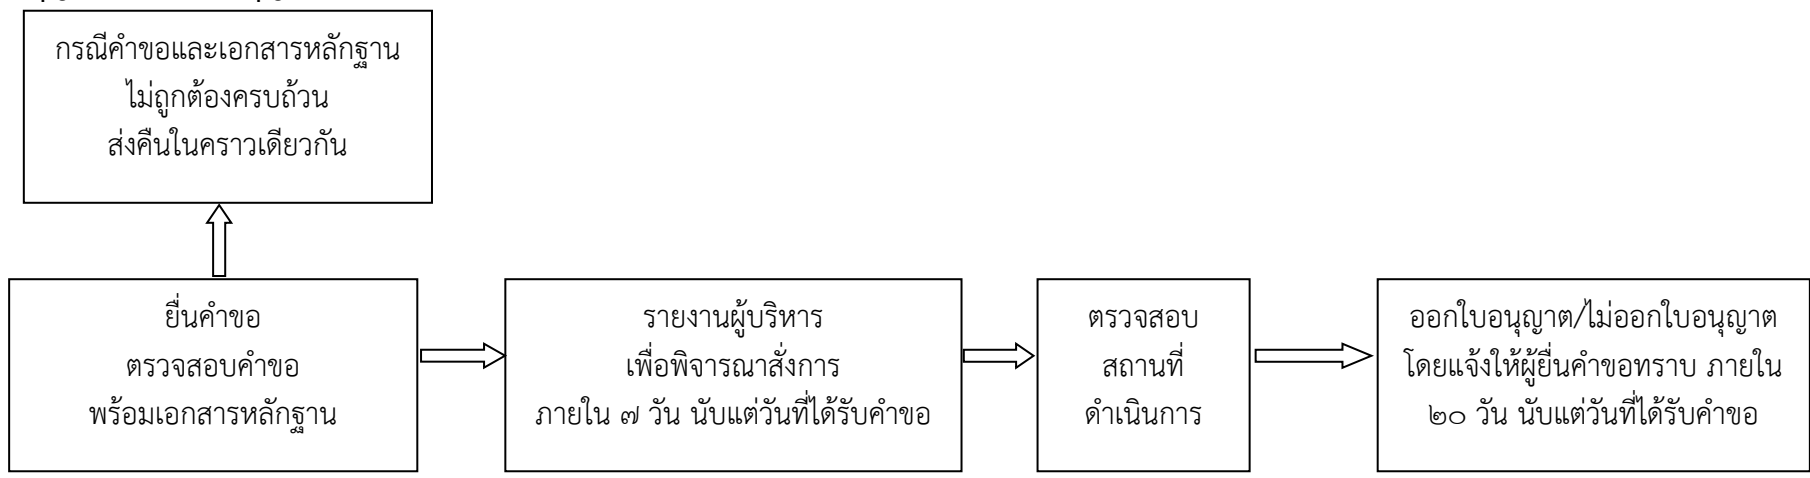 กรณีคำขอและเอกสารหลักฐาน
ไม่ถูกต้องครบถ้วน
ส่งคืนในคราวเดียวกัน
ยื่นคำขอ
ตรวจสอบคำขอ
พร้อมเอกสารหลักฐาน
รายงานผู้บริหาร
เพื่อพิจารณาสั่งการ
ภายใน ๗ วัน นับแต่วันที่ได้รับคำขอ
ตรวจสอบ
สถานที่
ดำเนินการ
ออกใบอนุญาต/ไม่ออกใบอนุญาต
โดยแจ้งให้ผู้ยื่นคำขอทราบ ภายใน
๒๐ วัน นับแต่วันที่ได้รับคำขอ